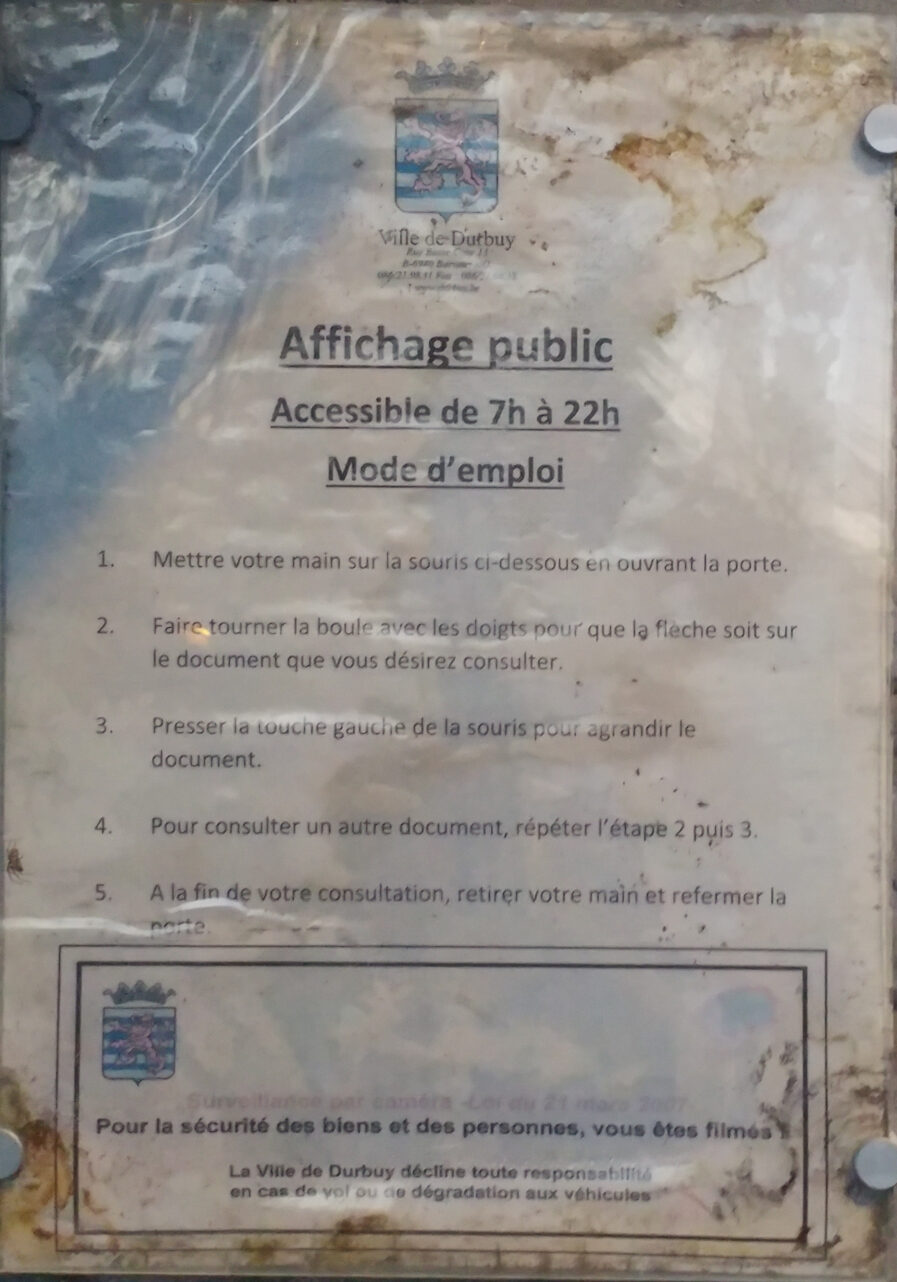 Ville de Durbuy
Affichage public
Accessible de 7h à 22h
Mode d'emploi
1. Mettre votre main sur la souris ci-dessous en ouvrant la porte.
2. Faire tourner la boule avec les doigts pour que la flèche soit sur
le document que vous désirez consulter.
3. Presser la touche gauche de la souris pour agrandir le
document.
4. Pour consulter un autre document, répéter l'étape 2 puis 3.
5. A la fin de votre consultation, retirer votre main et refermer la
porte.
Surveillance par caméra -Loi du 21 mars 2007-
Pour la sécurité des biens et des personnes, vous êtes filmés
La Ville de Durbuy décline toute responsabilité
en cas de vol ou de dégradation aux véhicules